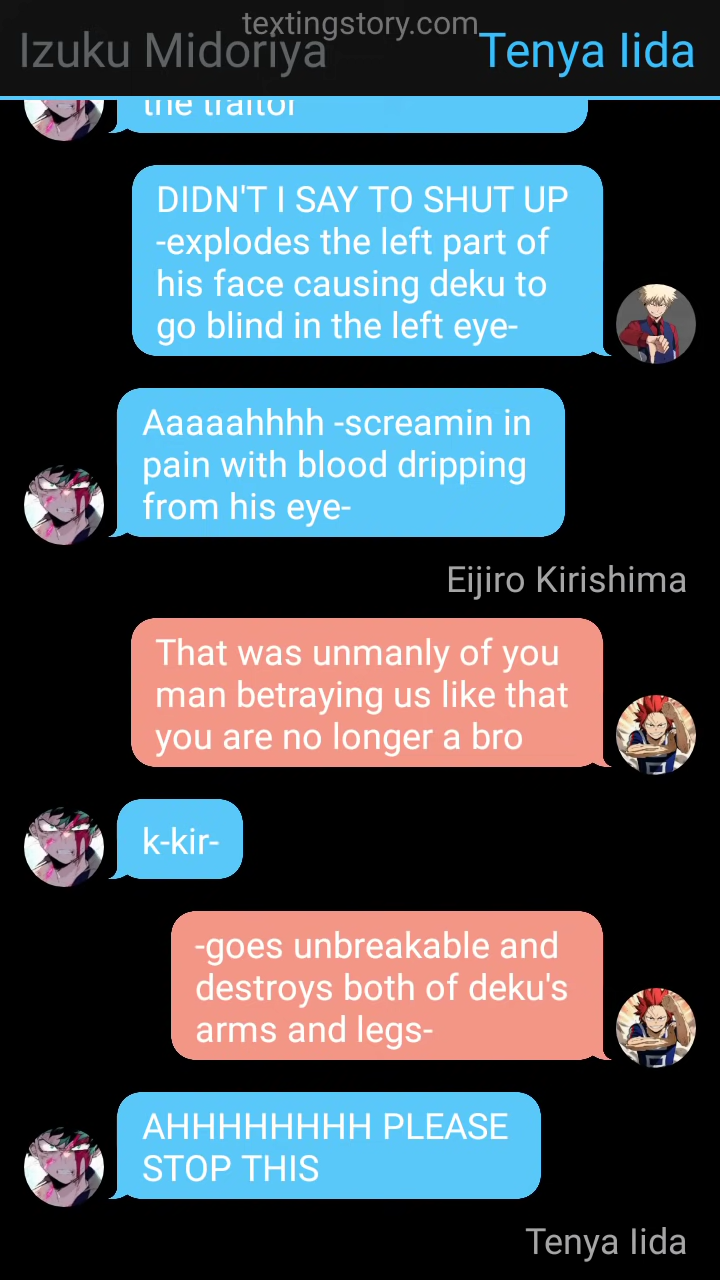 textingstory.com
Izuku Midoriya
Tenya Iida
the traitor
DIDN'T I SAY TO SHUT UP
-explodes the left part of
his face causing deku to
go blind in the left eye-
Aaaaahhhh -screamin in
pain with blood dripping
from his eye-
Eijiro Kirishima
That was unmanly of you
man betraying us like that
you are no longer a bro
k-kir-
-goes unbreakable and
destroys both of deku's
arms and legs-
AHHHHHHHH PLEASE
STOP THIS
Tenya Iida